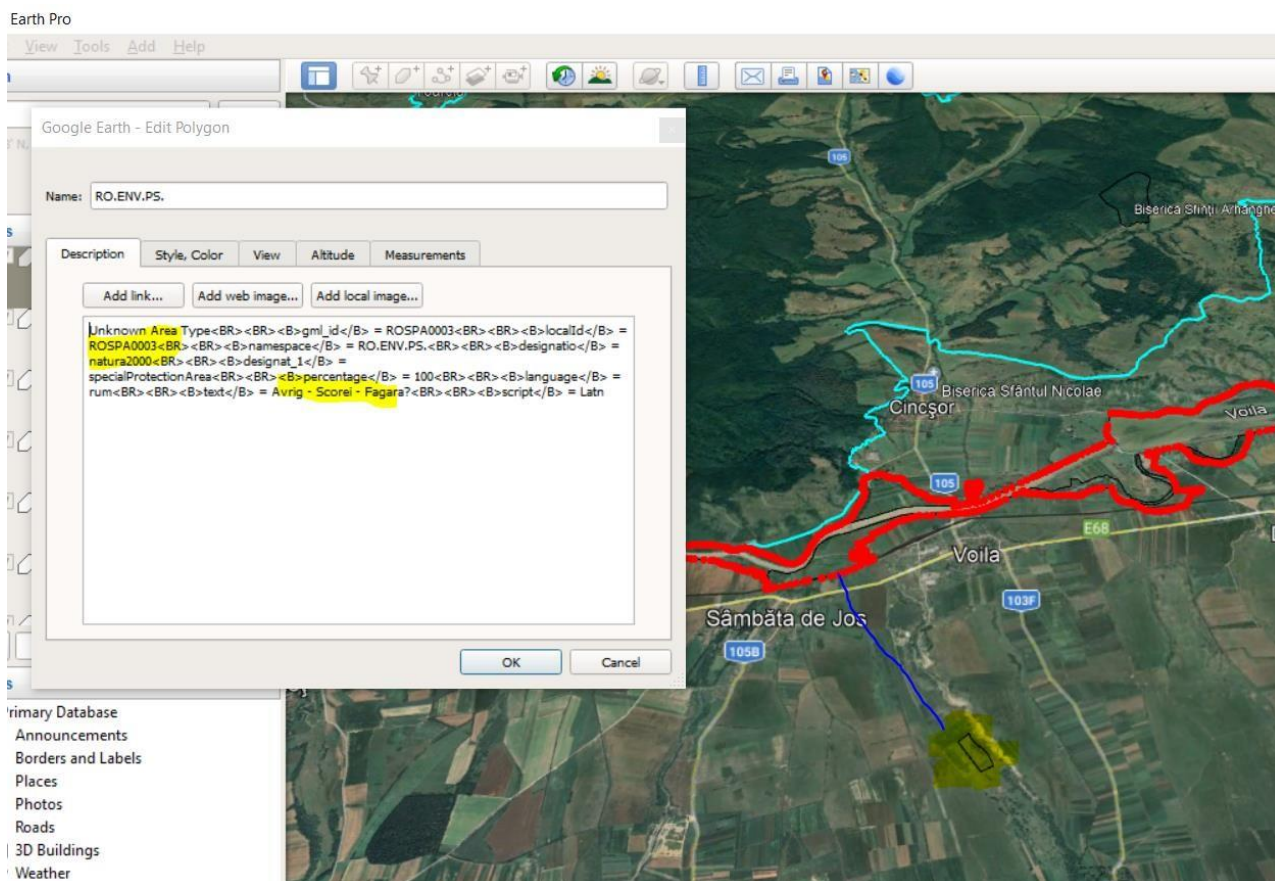 Earth Pro
View Tools Add Help
Google Earth - Edit Polygon
Name: RO.ENV.PS.
Description Style, Color View Altitude Measurements
Add link... Add web image... Add local image...
Unknown Area Type<BR><BR><B>gml_id</B> = ROSPA0003<BR><BR><B>localId</B> =
ROSPA0003<BR><BR><B>namespace</B> = RO.ENV.PS.<BR><BR><B>designatio</B> =
natura2000<BR><BR><B>designat_1</B> =
specialProtectionArea<BR><BR><B>percentage</B> = 100<BR><BR><B>language</B> =
rum<BR><BR><B>text</B> = Avrig - Scorei - Fagara?<BR><BR><B>script</B> = Latn
OK Cancel
Primary Database
Announcements
Borders and Labels
Places
Photos
Roads
3D Buildings
Weather
105
105
Biserica Sfântul Nicolae
Cincșor
Voila
105
E68
Voila
103F
Sâmbăta de Jos
105B